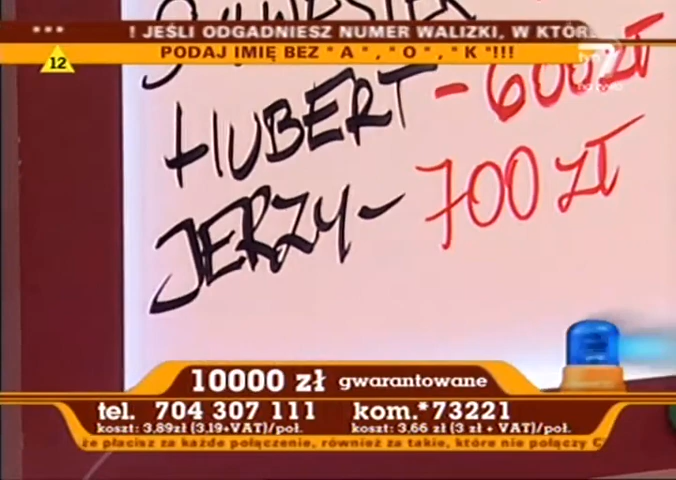 *** ! JEŚLI ODGADNIESZ NUMER WALIZKI, W KTÓR
PODAJ IMIĘ BEZ " A " , " O " , " K "!!!
12
SYLWESTER
HUBERT - 600 ZŁ
JERZY - 700 ZŁ
10000 zł gwarantowane
tel. 704 307 111 kom.*73221
koszt: 3,89zł (3,19+VAT)/poł. koszt: 3,66 zł (3 zł + VAT)/poł.
że płacisz za każde połączenie, również za takie, które nie połączy C